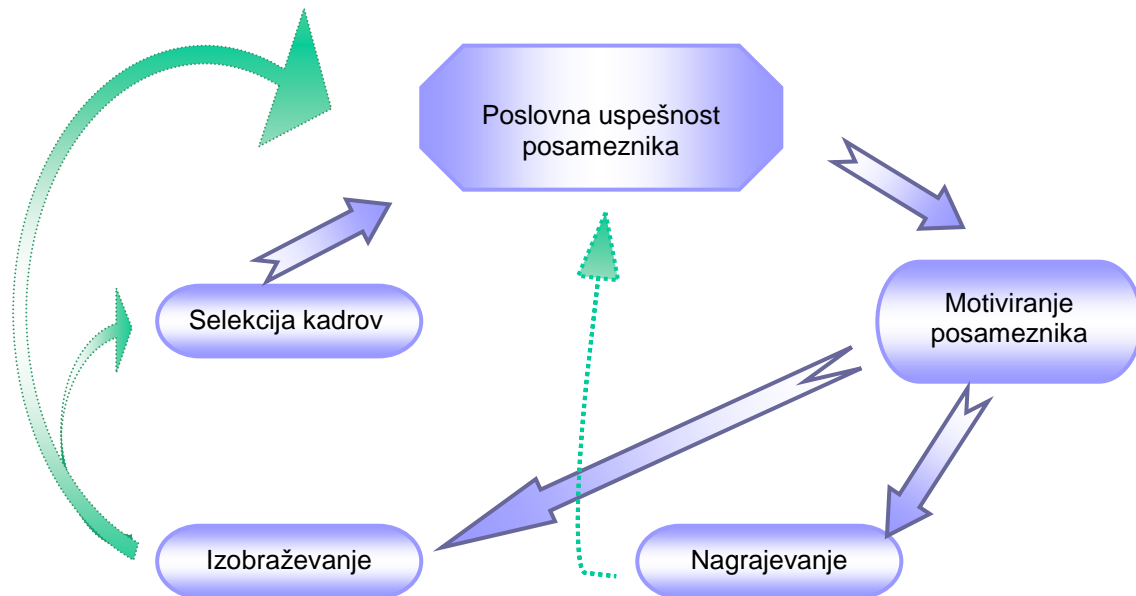 Poslovna uspešnost
posameznika
Selekcija kadrov
Motiviranje
posameznika
Izobraževanje
Nagrajevanje